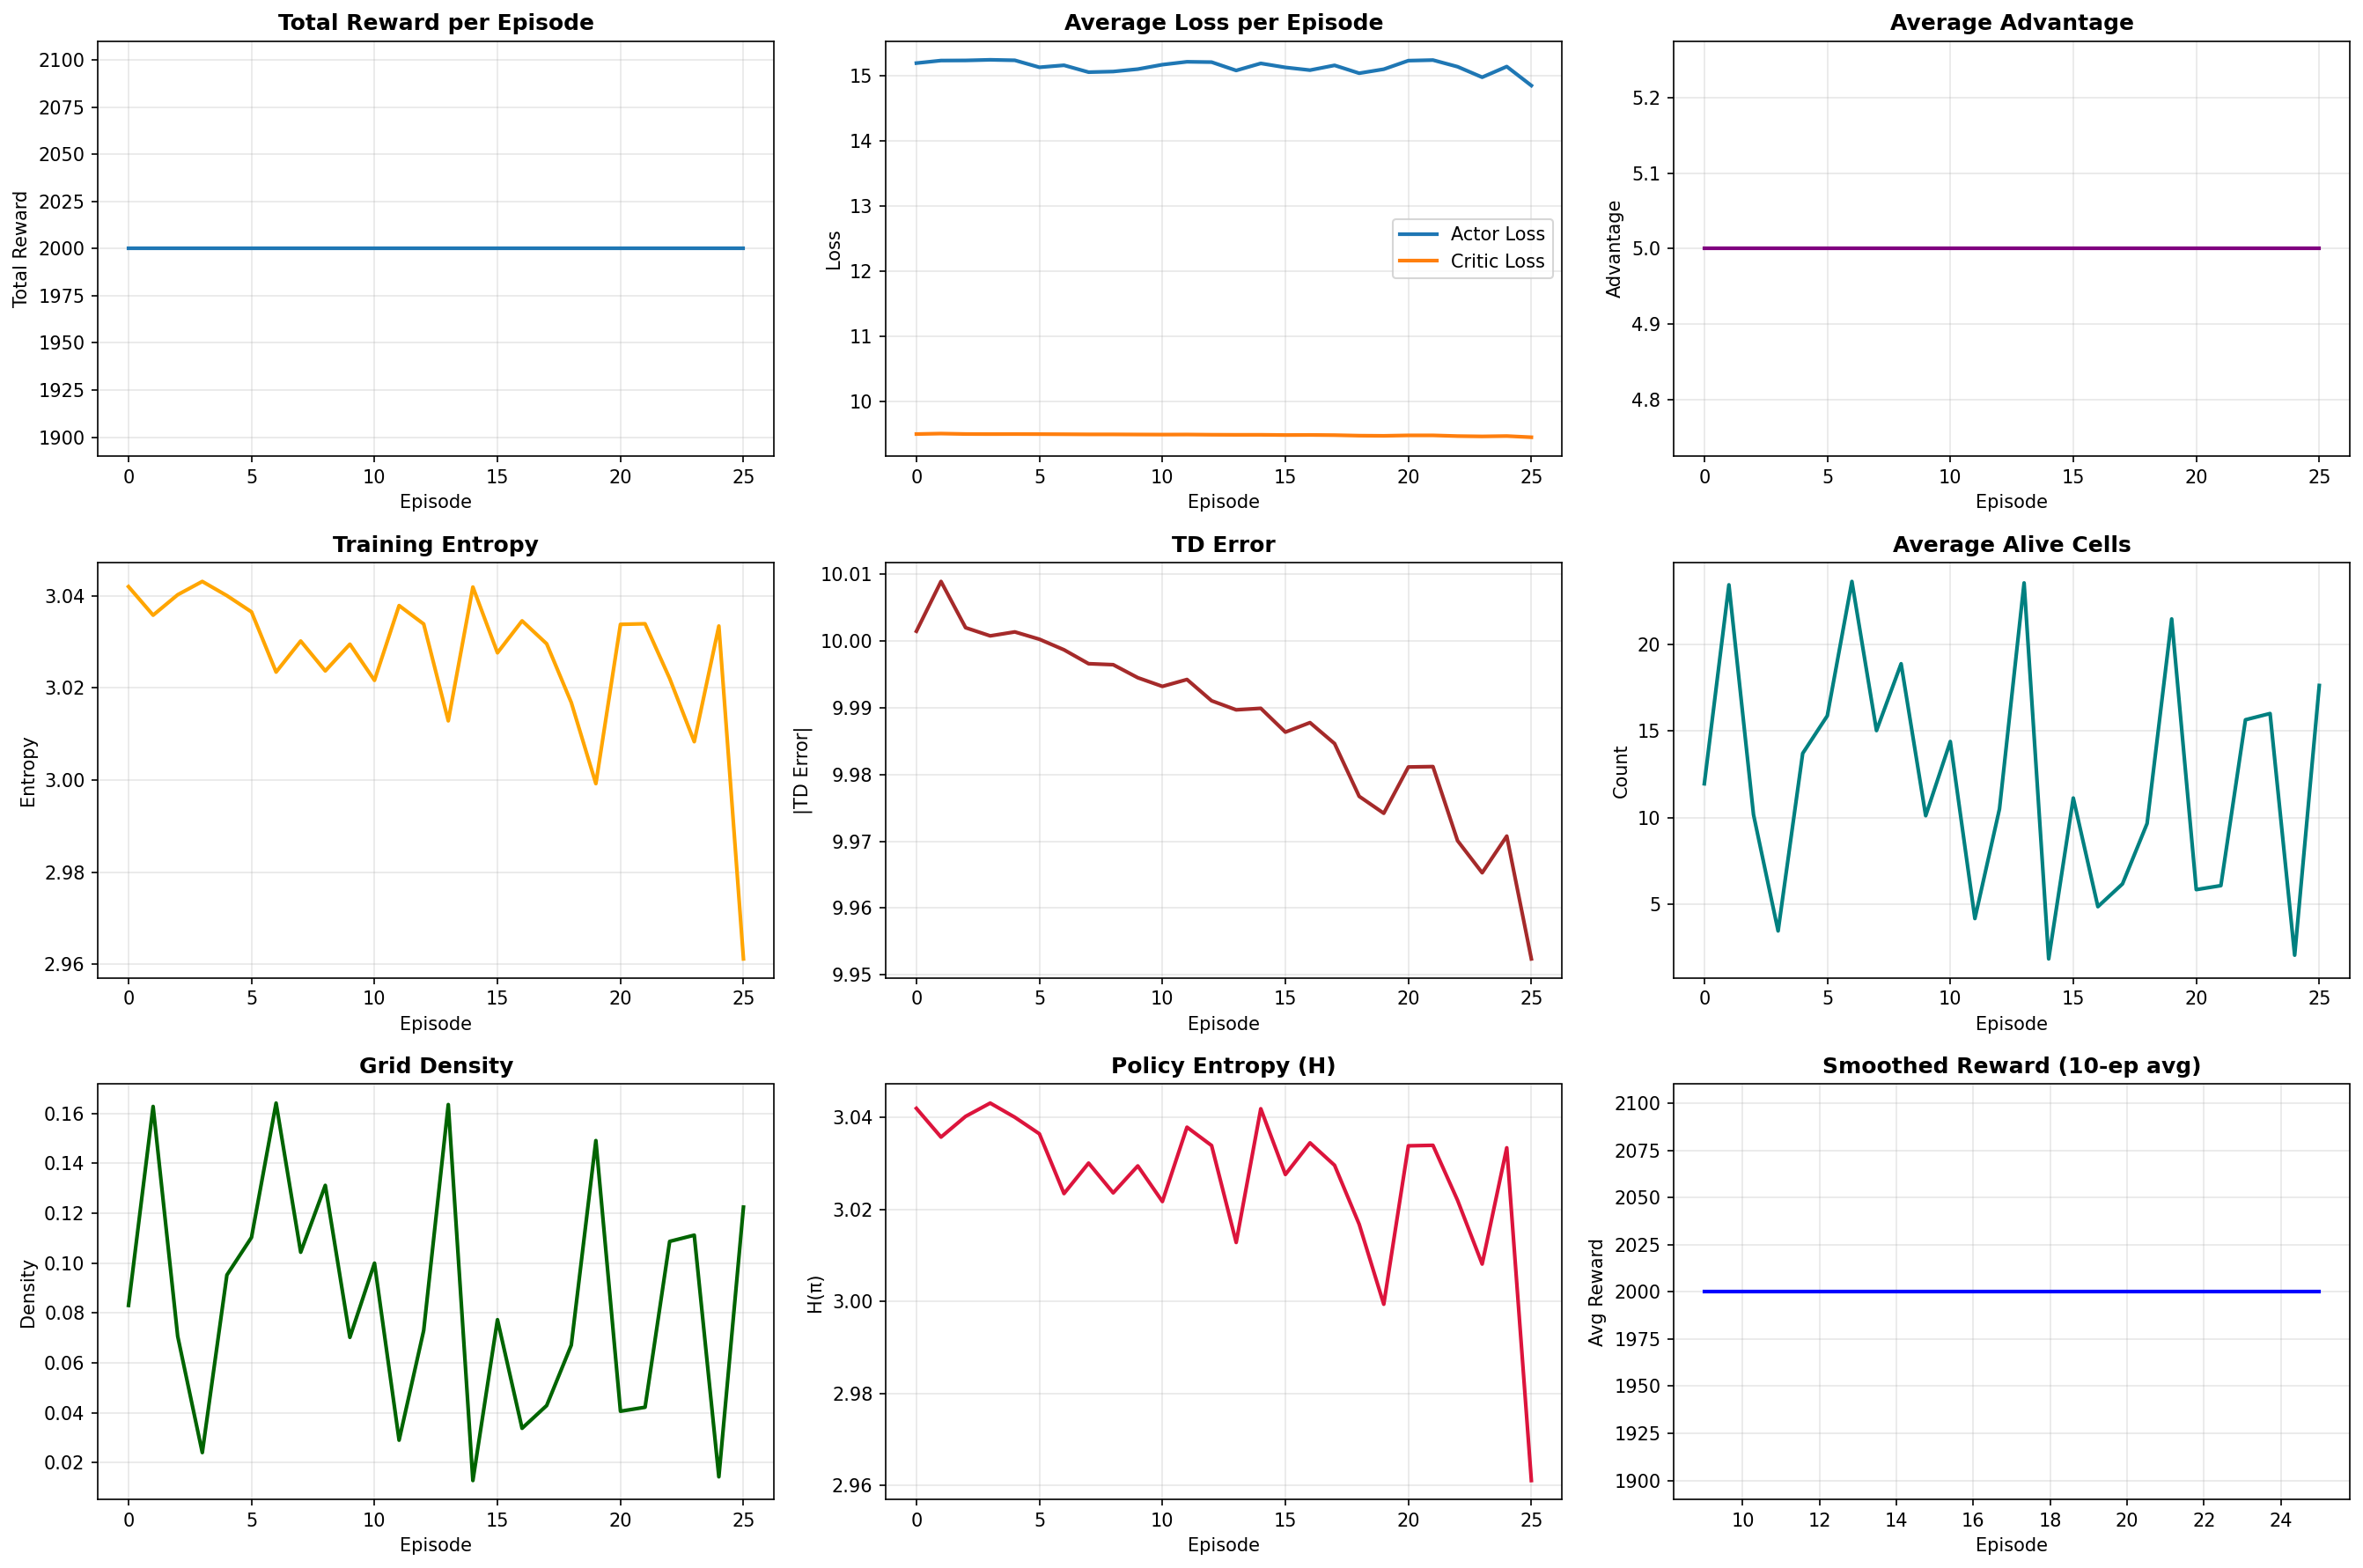 Total Reward per Episode
Total Reward
2100
2075
2050
2025
2000
1975
1950
1925
1900
0 5 10 15 20 25
Episode
Average Loss per Episode
Loss
15
14
13
12
11
10
Actor Loss
Critic Loss
0 5 10 15 20 25
Episode
Average Advantage
Advantage
5.2
5.1
5.0
4.9
4.8
0 5 10 15 20 25
Episode
Training Entropy
Entropy
3.04
3.02
3.00
2.98
2.96
0 5 10 15 20 25
Episode
TD Error
|TD Error|
10.01
10.00
9.99
9.98
9.97
9.96
9.95
0 5 10 15 20 25
Episode
Average Alive Cells
Count
20
15
10
5
0 5 10 15 20 25
Episode
Grid Density
Density
0.16
0.14
0.12
0.10
0.08
0.06
0.04
0.02
0 5 10 15 20 25
Episode
Policy Entropy (H)
H(π)
3.04
3.02
3.00
2.98
2.96
0 5 10 15 20 25
Episode
Smoothed Reward (10-ep avg)
Avg Reward
2100
2075
2050
2025
2000
1975
1950
1925
1900
10 12 14 16 18 20 22 24
Episode